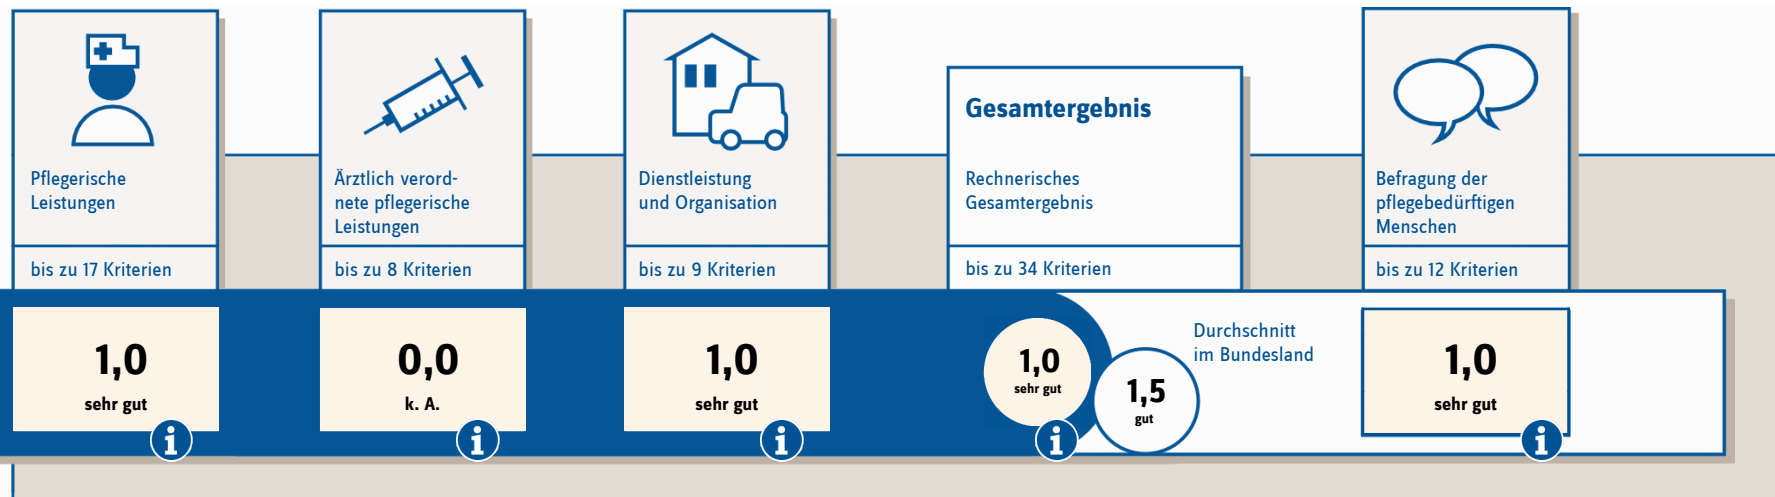 Pflegerische
Leistungen
bis zu 17 Kriterien
1,0
sehr gut
Ärztlich verord-
nete pflegerische
Leistungen
bis zu 8 Kriterien
0,0
k. A.
Dienstleistung
und Organisation
bis zu 9 Kriterien
1,0
sehr gut
Gesamtergebnis
Rechnerisches
Gesamtergebnis
bis zu 34 Kriterien
1,0
sehr gut
1,5
gut
Durchschnitt
im Bundesland
Befragung der
pflegebedürftigen
Menschen
bis zu 12 Kriterien
1,0
sehr gut